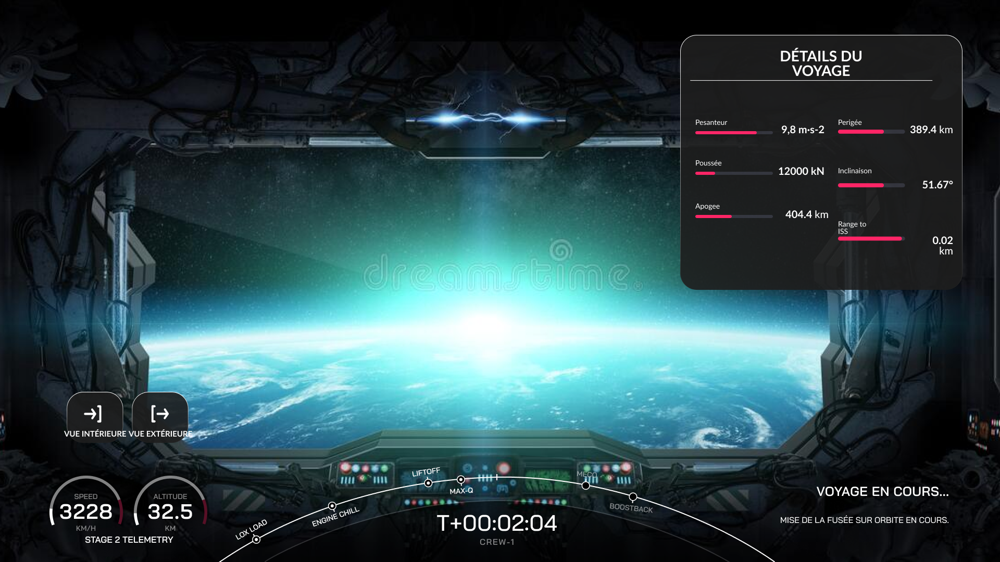 DÉTAILS DU
VOYAGE
Pesanteur
9,8 m·s-2
Perigée
389.4 km
Poussée
12000 kN
Inclinaison
51.67°
Apogee
404.4 km
Range to
ISS
0.02
km
dreamstime
VUE INTÉRIEURE
VUE EXTÉRIEURE
SPEED
3228
KM/H
ALTITUDE
32.5
KM
STAGE 2 TELEMETRY
LOX LOAD
ENGINE CHILL
LIFTOFF
MAX-Q
MECO
BOOSTBACK
T+00:02:04
CREW-1
VOYAGE EN COURS...
MISE DE LA FUSÉE SUR ORBITE EN COURS.